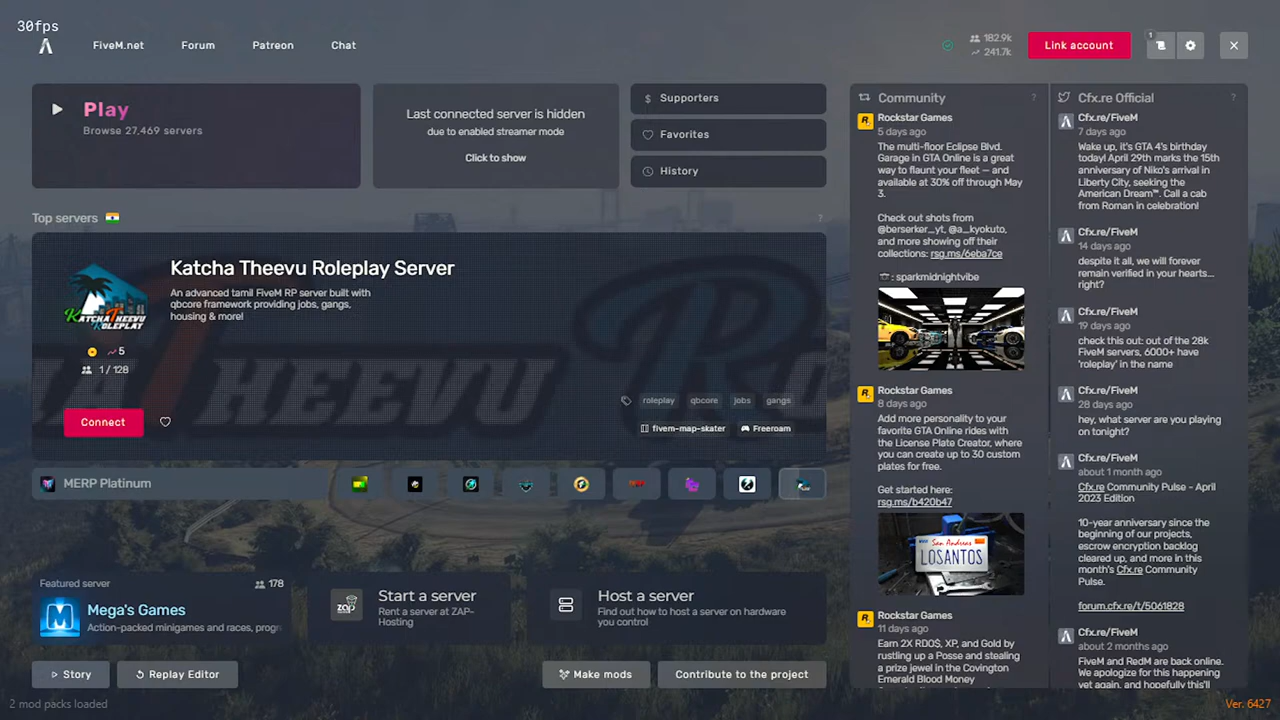 30fps
FiveM.net
Forum
Patreon
Chat
182.9k
241.7k
Link account
1
Play
Browse 27,469 servers
Last connected server is hidden
due to enabled streamer mode
Click to show
$ Supporters
Favorites
History
Top servers
?
KATCHA THEEVU
ROLEPLAY
Katcha Theevu Roleplay Server
An advanced tamil FiveM RP server built with
qbcore framework providing jobs, gangs,
housing & more!
5
1 / 128
Connect
roleplay
qbcore
jobs
gangs
fivem-map-skater
Freeroam
MERP Platinum
Featured server
178
Mega's Games
Action-packed minigames and races, progr
ZAP
Start a server
Rent a server at ZAP-
Hosting
Host a server
Find out how to host a server on hardware
you control
Story
Replay Editor
Make mods
Contribute to the project
2 mod packs loaded
Community
?
Rockstar Games
5 days ago
The multi-floor Eclipse Blvd.
Garage in GTA Online is a great
way to flaunt your fleet — and
available at 30% off through May
3.
Check out shots from
@berserker_yt, @a_kyokuto,
and more showing off their
collections: rsg.ms/6eba7ce
: sparkmidnightvibe
Rockstar Games
8 days ago
Add more personality to your
favorite GTA Online rides with
the License Plate Creator, where
you can create up to 30 custom
plates for free.
Get started here:
rsg.ms/b420b47
San Andreas
LOSANTOS
Rockstar Games
11 days ago
Earn 2X RDO$, XP, and Gold by
rustling up a Posse and stealing
a prize jewel in the Covington
Emerald Blood Money
Cfx.re Official
?
Cfx.re/FiveM
7 days ago
Wake up, it's GTA 4's birthday
today! April 29th marks the 15th
anniversary of Niko's arrival in
Liberty City, seeking the
American Dream™. Call a cab
from Roman in celebration!
Cfx.re/FiveM
14 days ago
despite it all, we will forever
remain verified in your hearts...
right?
Cfx.re/FiveM
19 days ago
check this out: out of the 28k
FiveM servers, 6000+ have
'roleplay' in the name
Cfx.re/FiveM
28 days ago
hey, what server are you playing
on tonight?
Cfx.re/FiveM
about 1 month ago
Cfx.re Community Pulse - April
2023 Edition
10-year anniversary since the
beginning of our projects,
escrow encryption backlog
cleared up, and more in this
month's Cfx.re Community
Pulse.
forum.cfx.re/t/5061828
Cfx.re/FiveM
about 2 months ago
FiveM and RedM are back online.
We apologize for this happening
yet again, and hopefully this'll
Ver. 6427